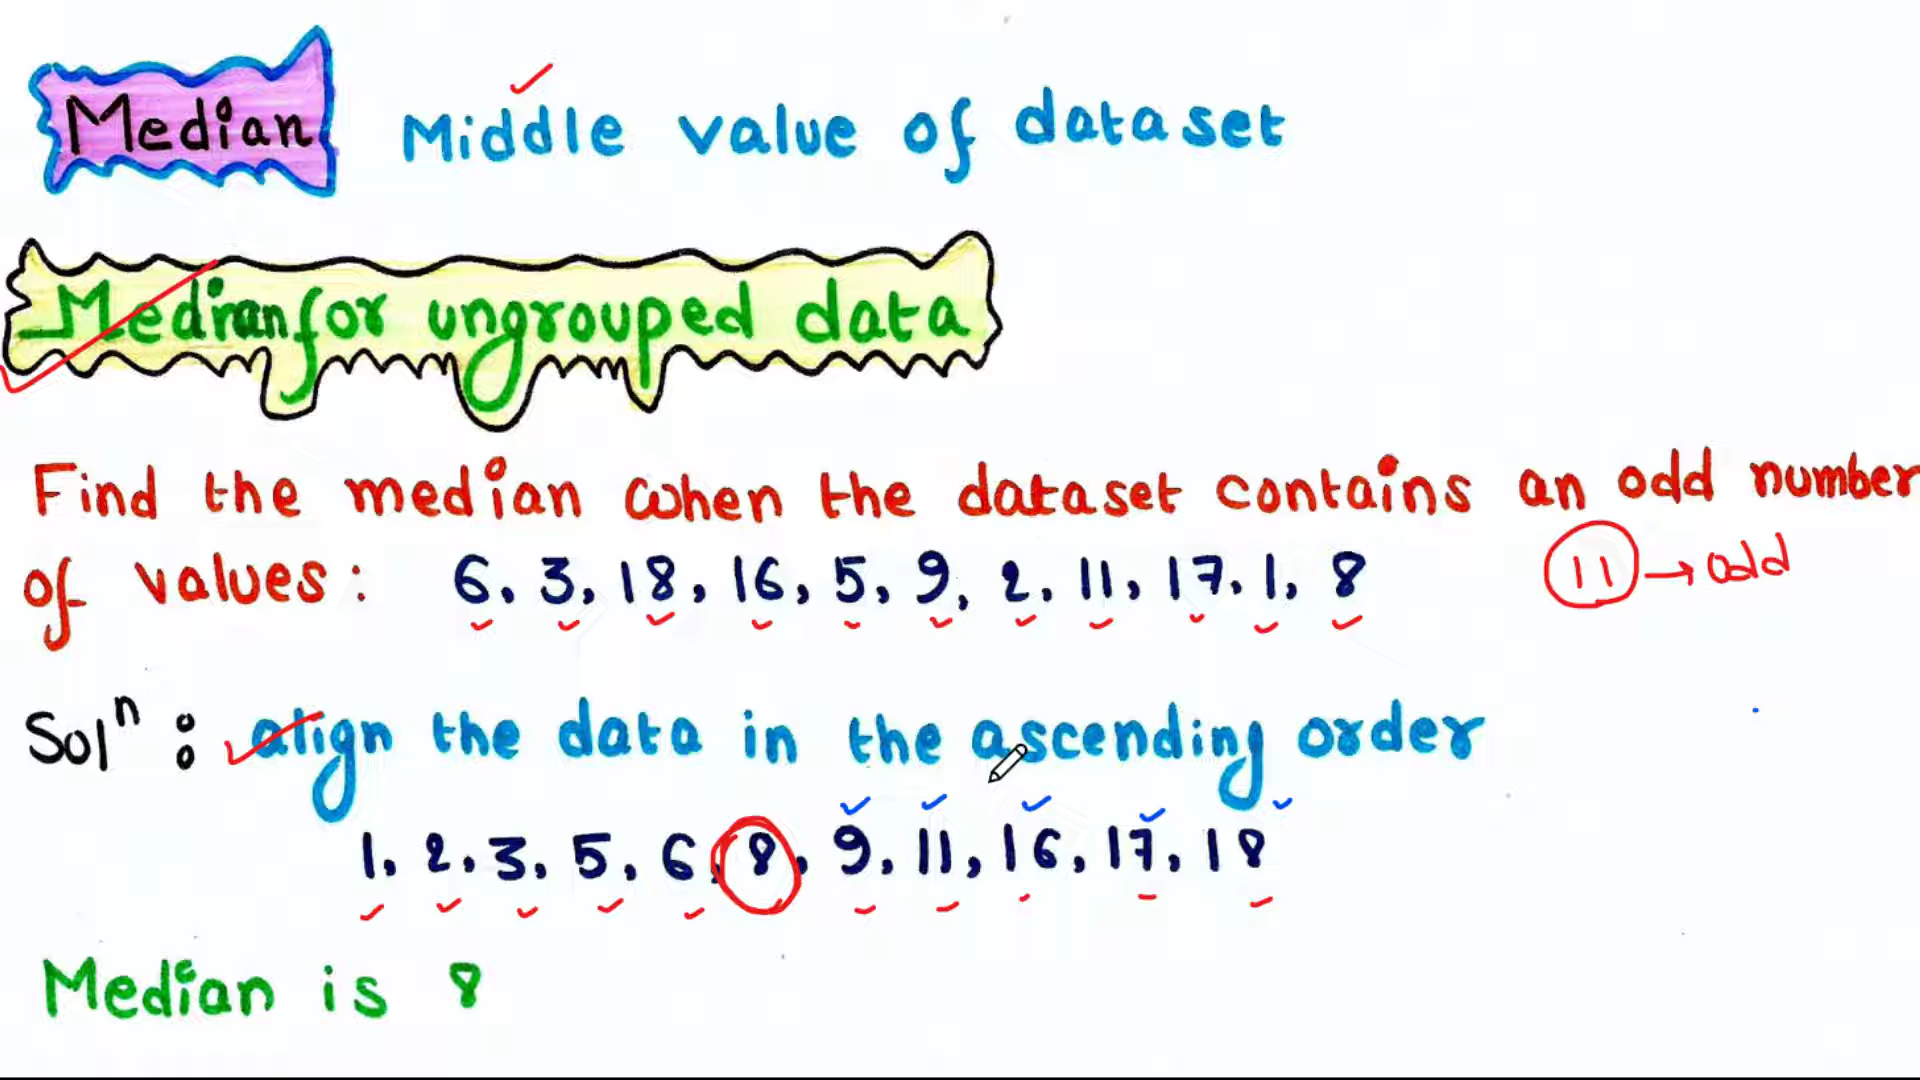 Median
Middle value of dataset
Median for ungrouped data
Find the median when the dataset contains an odd number
of values: 6, 3, 18, 16, 5, 9, 2, 11, 17, 1, 8
11 → odd
Solⁿ : align the data in the ascending order
1, 2, 3, 5, 6, 8, 9, 11, 16, 17, 18
Median is 8